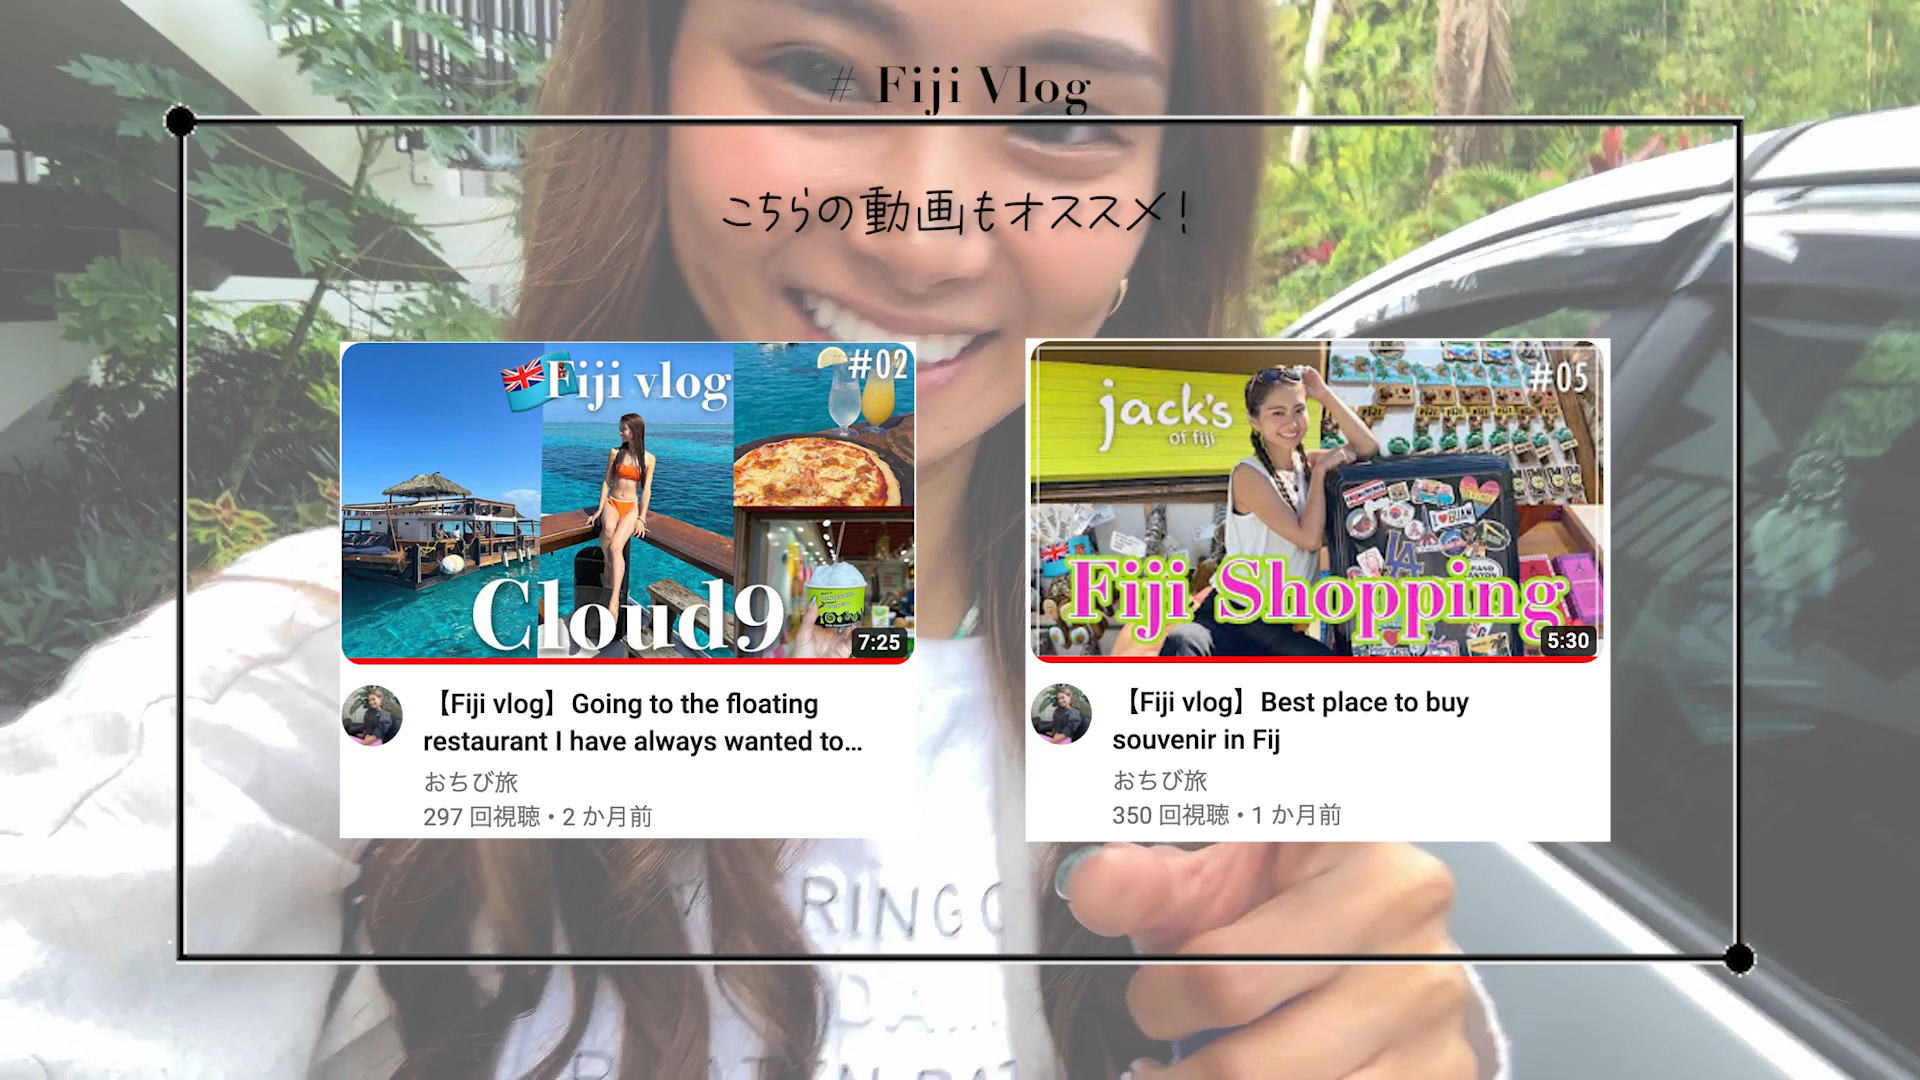 # Fiji Vlog
こちらの動画もオススメ!
Fiji vlog
#02
Cloud9
7:25
【Fiji vlog】Going to the floating
restaurant I have always wanted to...
おちび旅
297 回視聴・2 か月前
jack's
of fiji
#05
Fiji Shopping
5:30
【Fiji vlog】Best place to buy
souvenir in Fij
おちび旅
350 回視聴・1 か月前
RINGO